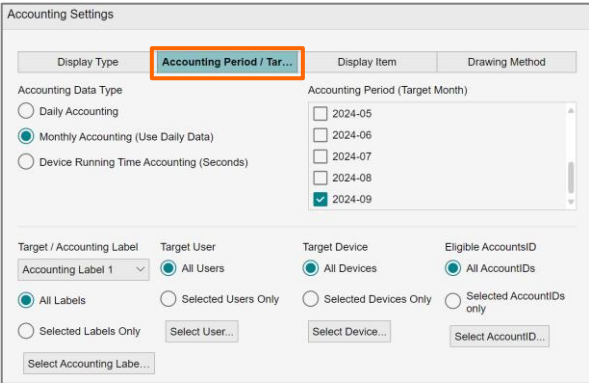 Accounting Settings
Display Type
Accounting Period / Tar...
Display Item
Drawing Method
Accounting Data Type
Daily Accounting
Monthly Accounting (Use Daily Data)
Device Running Time Accounting (Seconds)
Accounting Period (Target Month)
2024-05
2024-06
2024-07
2024-08
2024-09
Target / Accounting Label
Accounting Label 1
All Labels
Selected Labels Only
Select Accounting Labe...
Target User
All Users
Selected Users Only
Select User...
Target Device
All Devices
Selected Devices Only
Select Device...
Eligible AccountsID
All AccountIDs
Selected AccountIDs
only
Select AccountID...